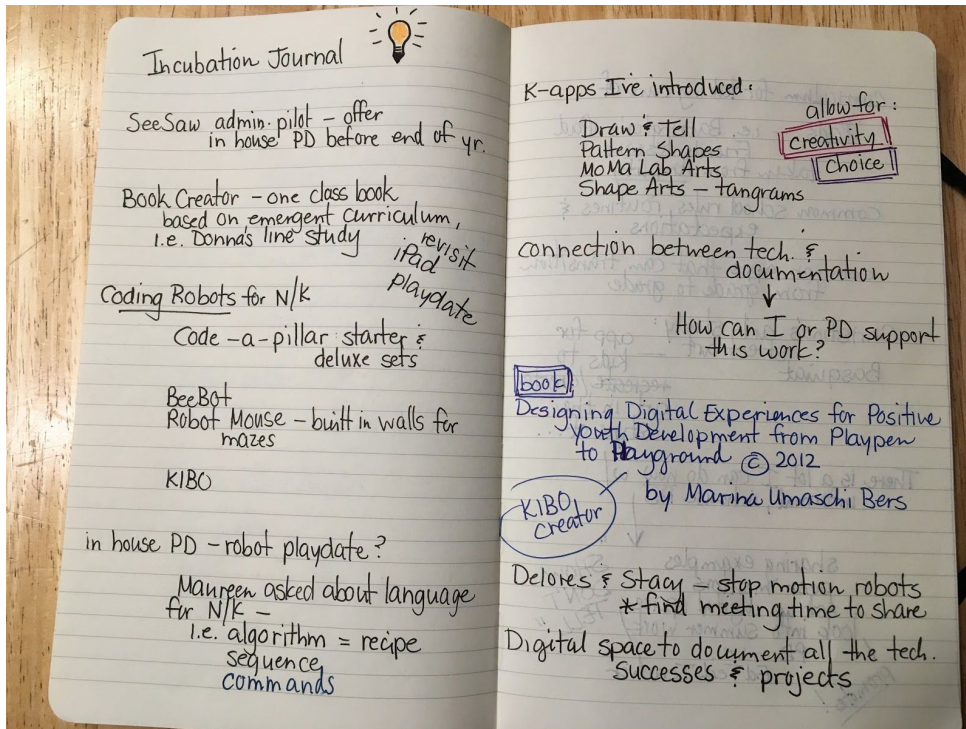 Incubation Journal
SeeSaw admin. pilot – offer
in house PD before end of yr.
Book Creator – one class book
based on emergent curriculum,
i.e. Donna's line study
revisit
iPad
playdate
Coding Robots for N/K
Code-a-pillar : starter &
deluxe sets
BeeBot
Robot Mouse – built in walls for
mazes
KIBO
in house PD – robot playdate?
Maureen asked about language
for N/K –
i.e. algorithm = recipe
sequence
commands
K-apps I've introduced:
Draw & Tell
Pattern Shapes
MoMa Lab Arts
Shape Arts – tangrams
allow for:
creativity
choice
connection between tech. &
documentation
↓
How can I or PD support
this work?
book:
Designing Digital Experiences for Positive
Youth Development from Playpen
to Playground © 2012
by Marina Umaschi Bers
KIBO
creator
Delores & Stacy – stop motion robots
* find meeting time to share
Digital space to document all the tech.
successes & projects